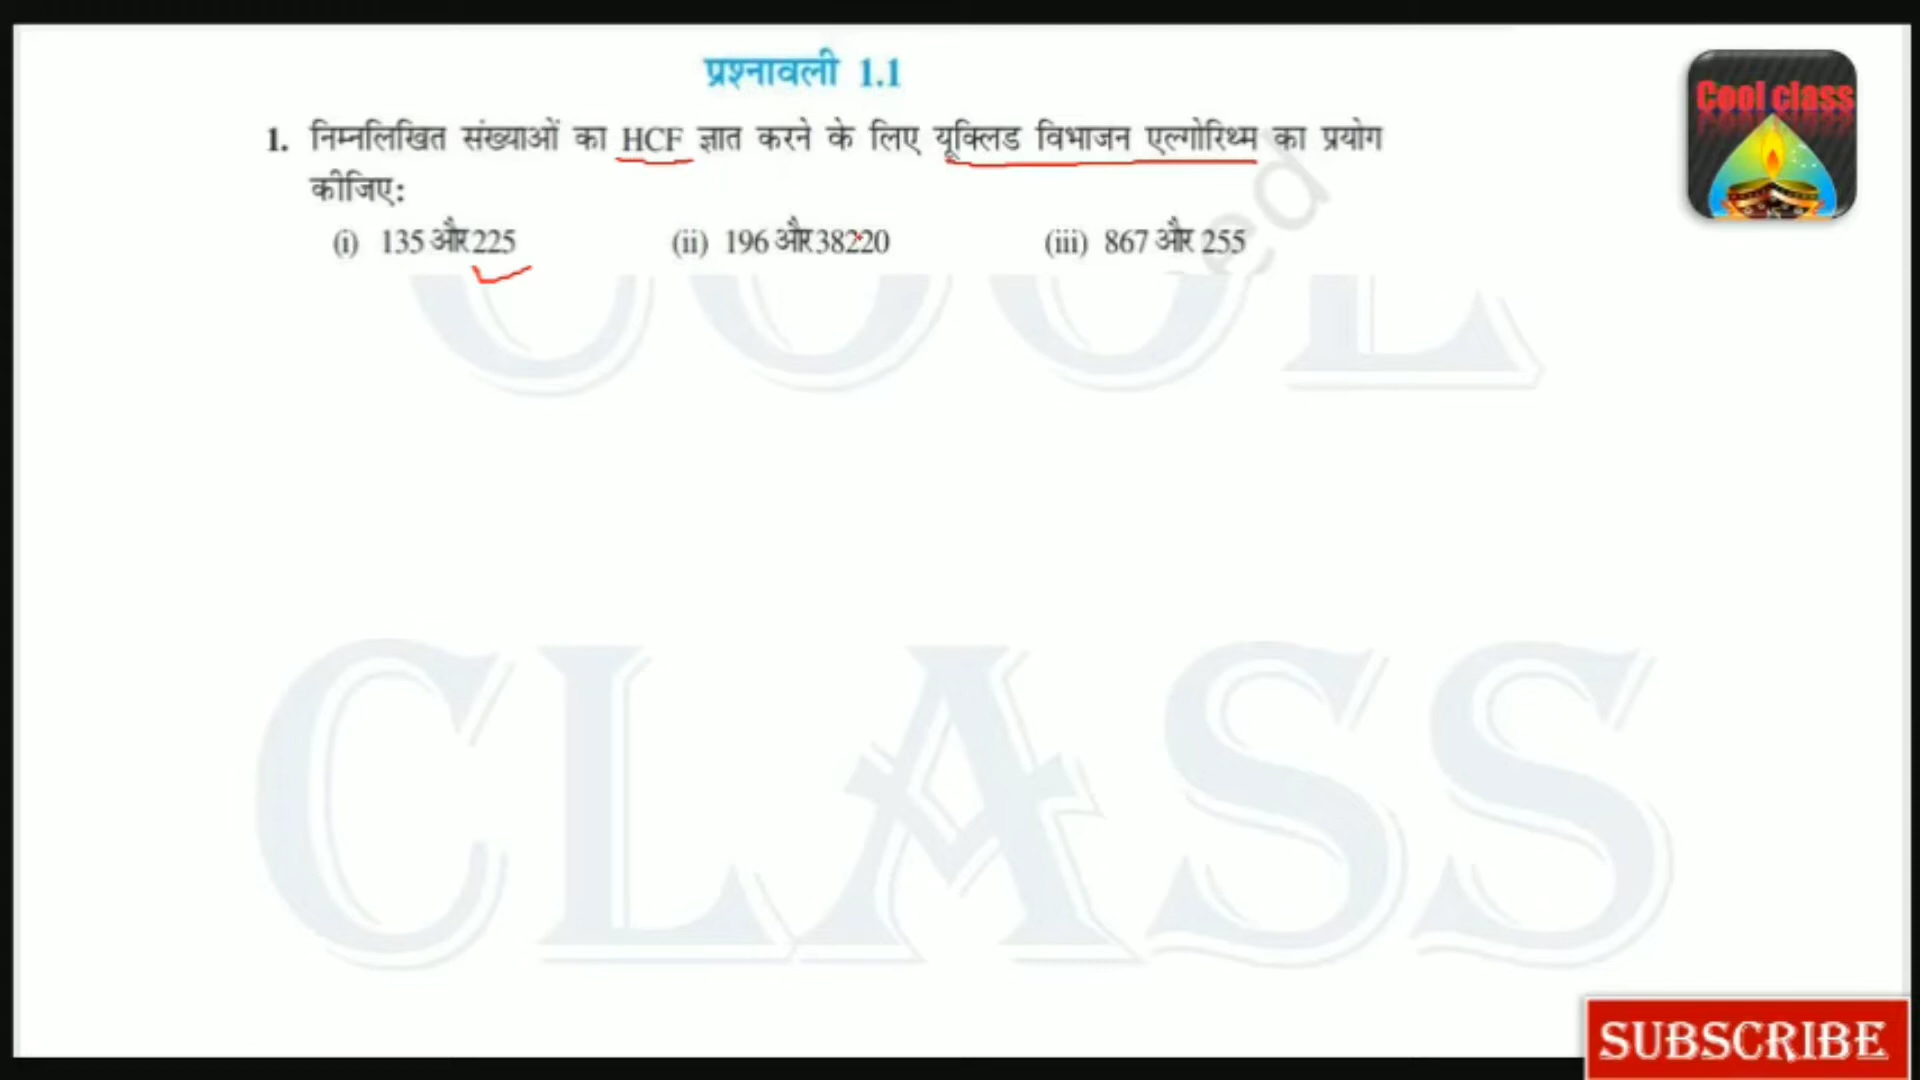 प्रश्नावली 1.1
Cool class
1. निम्नलिखित संख्याओं का HCF ज्ञात करने के लिए यूक्लिड विभाजन एल्गोरिथ्म का प्रयोग
कीजिए:
(i) 135 और 225 (ii) 196 और 38220 (iii) 867 और 255
COOL
CLASS
SUBSCRIBE